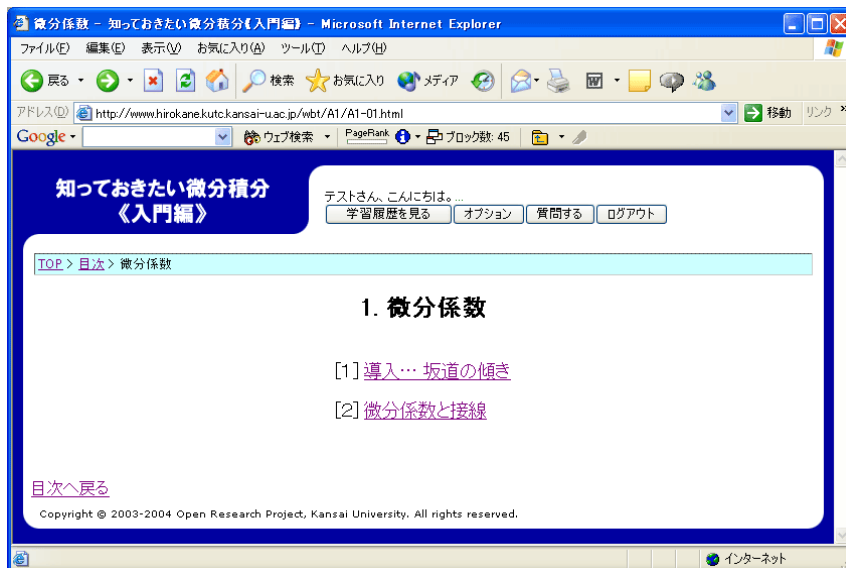 微分係数 - 知っておきたい微分積分《入門編》 - Microsoft Internet Explorer
ファイル(F) 編集(E) 表示(V) お気に入り(A) ツール(T) ヘルプ(H)
戻る 検索 お気に入り メディア
アドレス(D) http://www.hirokane.kutc.kansai-u.ac.jp/wbt/A1/A1-01.html 移動 リンク »
Google ウェブ検索 PageRank ブロック数: 45
知っておきたい微分積分
《入門編》
テストさん、こんにちは。...
学習履歴を見る オプション 質問する ログアウト
TOP > 目次 > 微分係数
1. 微分係数
[1] 導入… 坂道の傾き
[2] 微分係数と接線
目次へ戻る
Copyright © 2003-2004 Open Research Project, Kansai University. All rights reserved.
インターネット